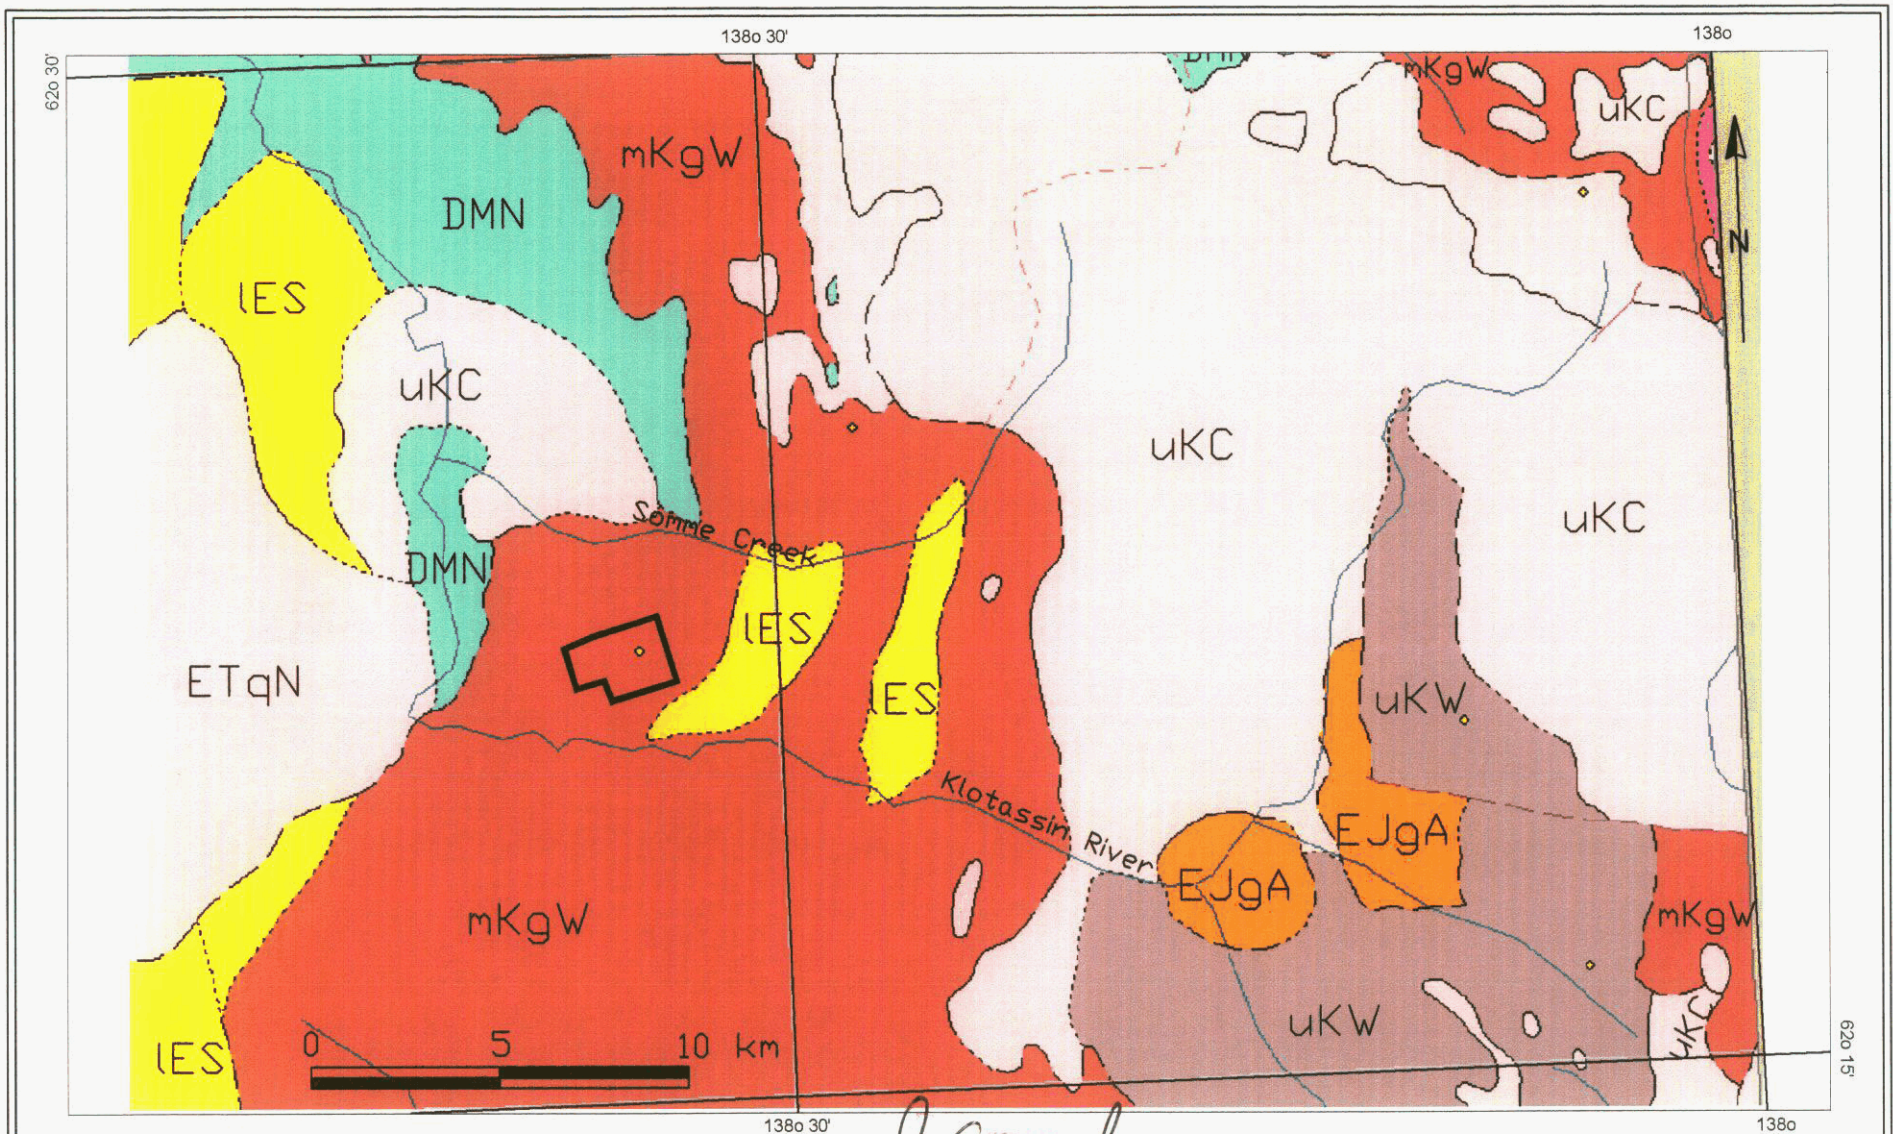 138o 30'
138o
62o 30'
DMN
mKgW
uKC
mKgW
DMN
N
lES
uKC
uKC
uKC
Somme Creek
DMN
lES
ETqN
lES
uKW
Klotassin River
EJgA
EJgA
mKgW
mKgW
uKW
uKC
lES
0 5 10 km
62o 15'
138o 30'
138o